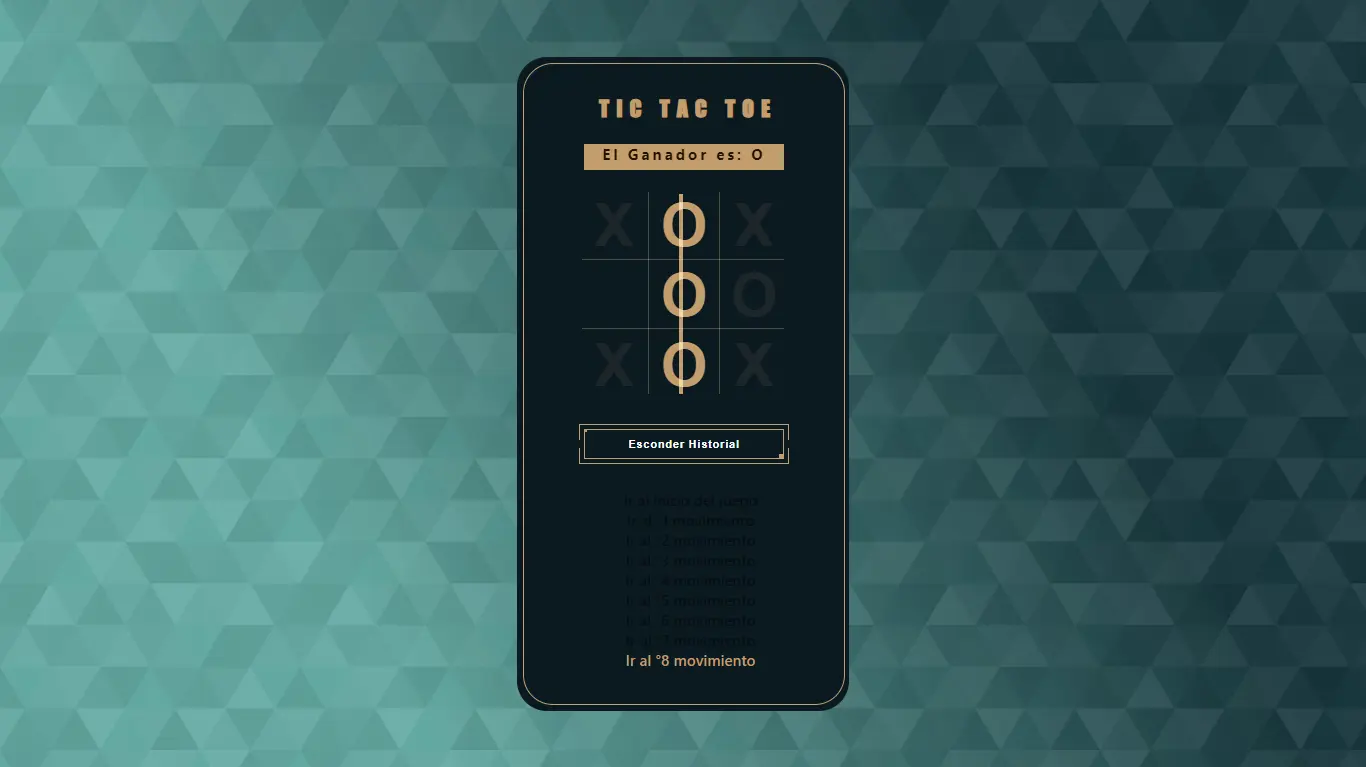 TIC TAC TOE
El Ganador es: O
X O X
O O
X O X
Esconder Historial
Ir al inicio del juego
Ir al °1 movimiento
Ir al °2 movimiento
Ir al °3 movimiento
Ir al °4 movimiento
Ir al °5 movimiento
Ir al °6 movimiento
Ir al °7 movimiento
Ir al °8 movimiento